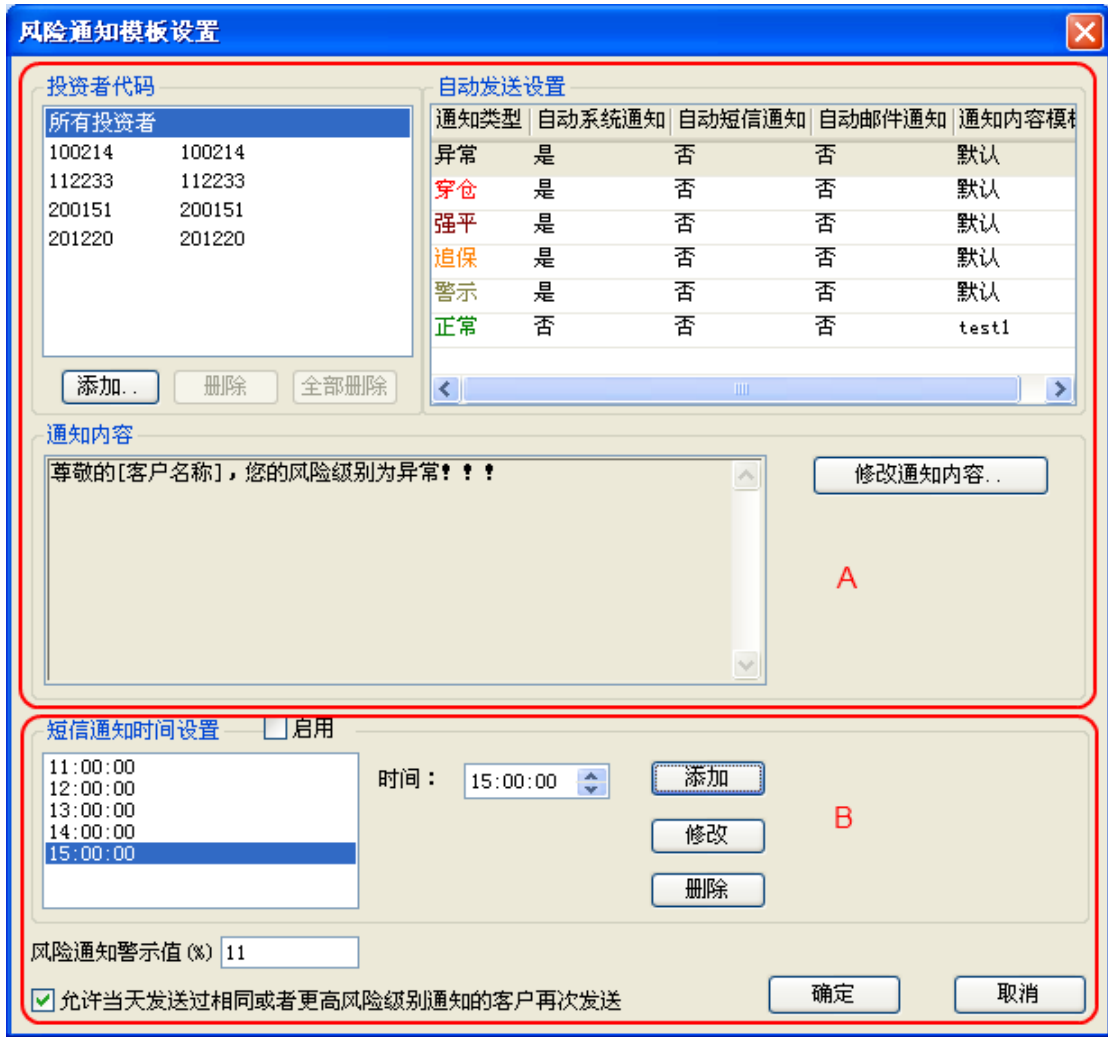 风险通知模板设置
投资者代码
所有投资者
100214 100214
112233 112233
200151 200151
201220 201220
添加.. 删除 全部删除
自动发送设置
通知类型 自动系统通知 自动短信通知 自动邮件通知 通知内容模
异常 是 否 否 默认
穿仓 是 否 否 默认
强平 是 否 否 默认
追保 是 否 否 默认
警示 是 否 否 默认
正常 否 否 否 test1
通知内容
尊敬的[客户名称]，您的风险级别为异常！！！
修改通知内容..
A
短信通知时间设置 启用
11:00:00
12:00:00
13:00:00
14:00:00
15:00:00
时间： 15:00:00 添加
修改
删除
B
风险通知警示值(%) 11
允许当天发送过相同或者更高风险级别通知的客户再次发送
确定 取消